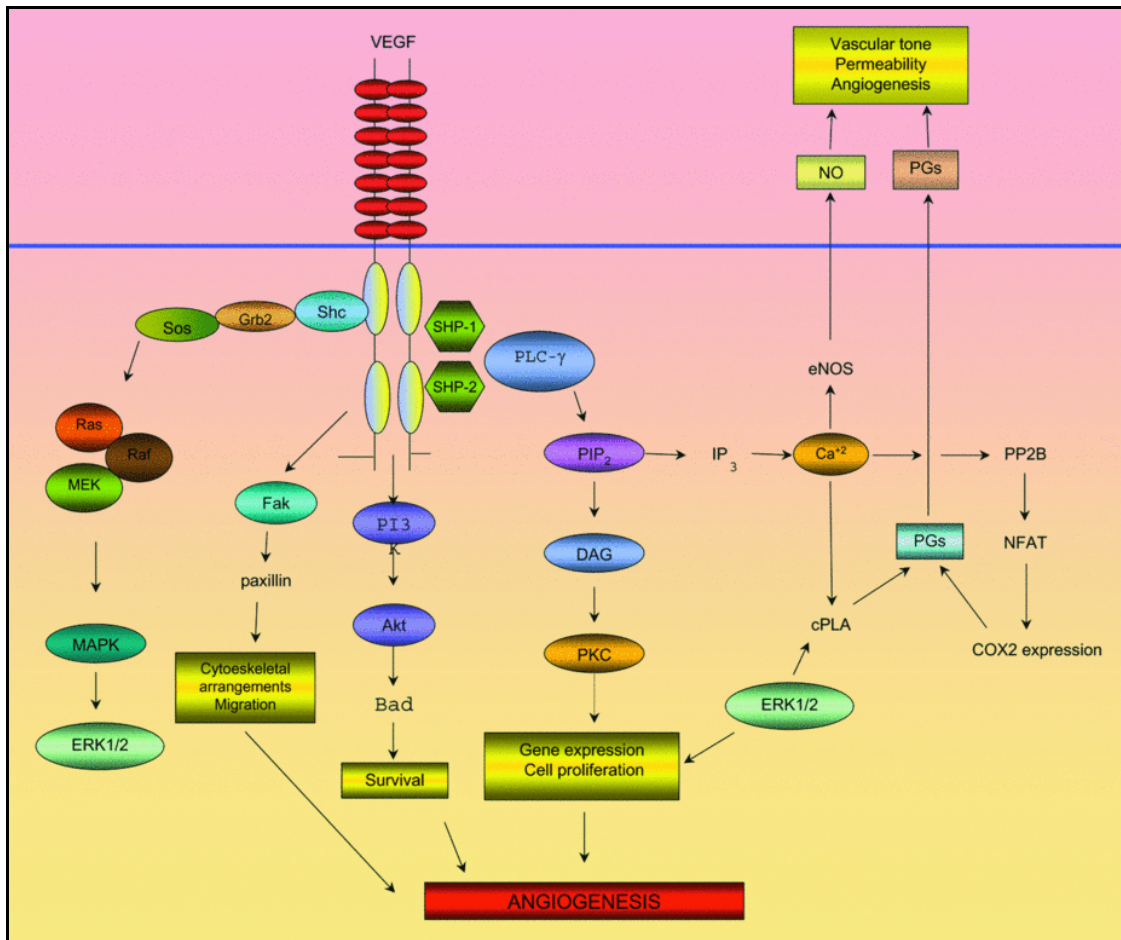 VEGF
Vascular tone
Permeability
Angiogenesis
NO
PGs
Sos
Grb2
Shc
SHP-1
PLC-γ
SHP-2
eNOS
Ras
Raf
MEK
PIP2
IP3
Ca+2
PP2B
Fak
PI3
K
DAG
PGs
NFAT
paxillin
Akt
cPLA
MAPK
PKC
COX2 expression
Cytoeskeletal
arrangements
Migration
Bad
ERK1/2
ERK1/2
Gene expression
Cell proliferation
Survival
ANGIOGENESIS